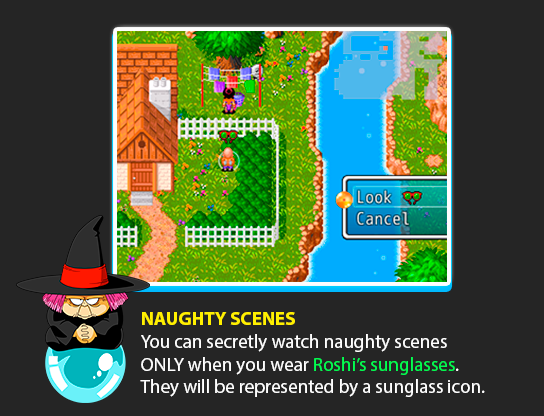 Look
Cancel
NAUGHTY SCENES
You can secretly watch naughty scenes
ONLY when you wear Roshi's sunglasses.
They will be represented by a sunglass icon.